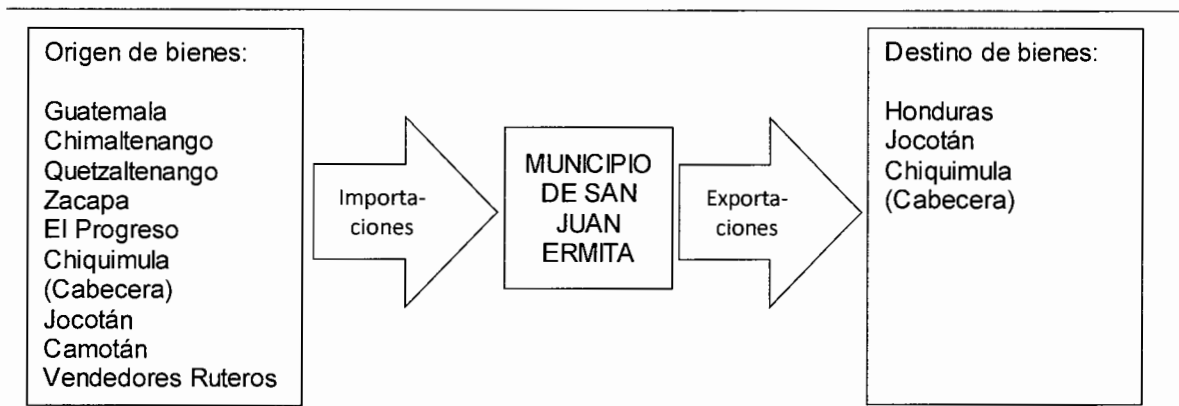 Origen de bienes:
Guatemala
Chimaltenango
Quetzaltenango
Zacapa
El Progreso
Chiquimula
(Cabecera)
Jocotán
Camotán
Vendedores Ruteros
Importa-
ciones
MUNICIPIO
DE SAN
JUAN
ERMITA
Exporta-
ciones
Destino de bienes:
Honduras
Jocotán
Chiquimula
(Cabecera)